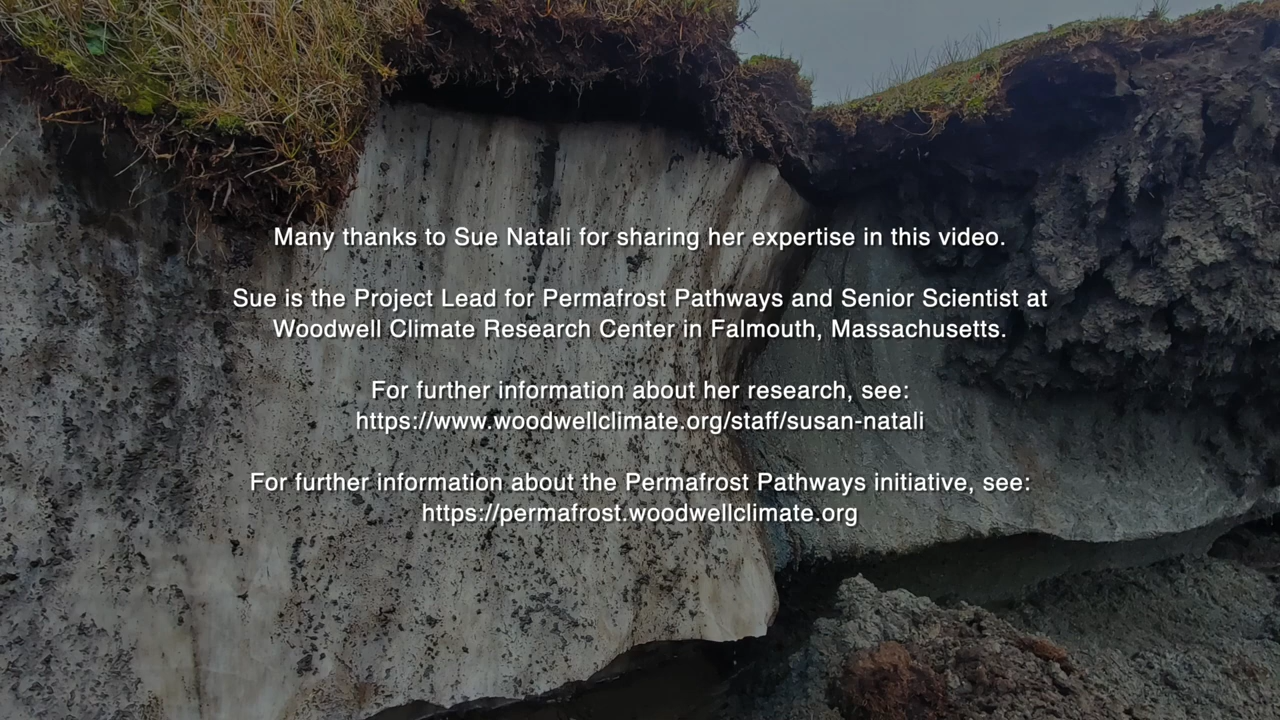 Many thanks to Sue Natali for sharing her expertise in this video.
Sue is the Project Lead for Permafrost Pathways and Senior Scientist at
Woodwell Climate Research Center in Falmouth, Massachusetts.
For further information about her research, see:
https://www.woodwellclimate.org/staff/susan-natali
For further information about the Permafrost Pathways initiative, see:
https://permafrost.woodwellclimate.org